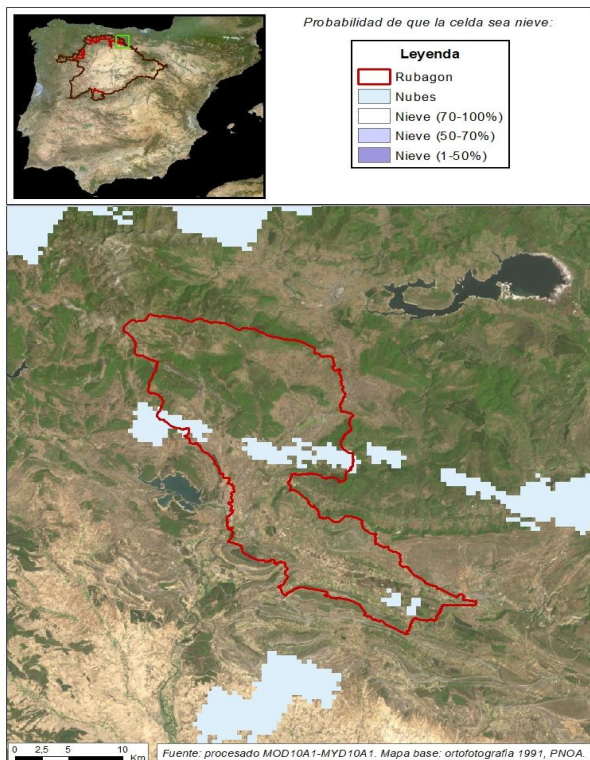 Probabilidad de que la celda sea nieve:
Leyenda
Rubagon
Nubes
Nieve (70-100%)
Nieve (50-70%)
Nieve (1-50%)
0 2,5 5 10
Km
Fuente: procesado MOD10A1-MYD10A1. Mapa base: ortofotografía 1991, PNOA.